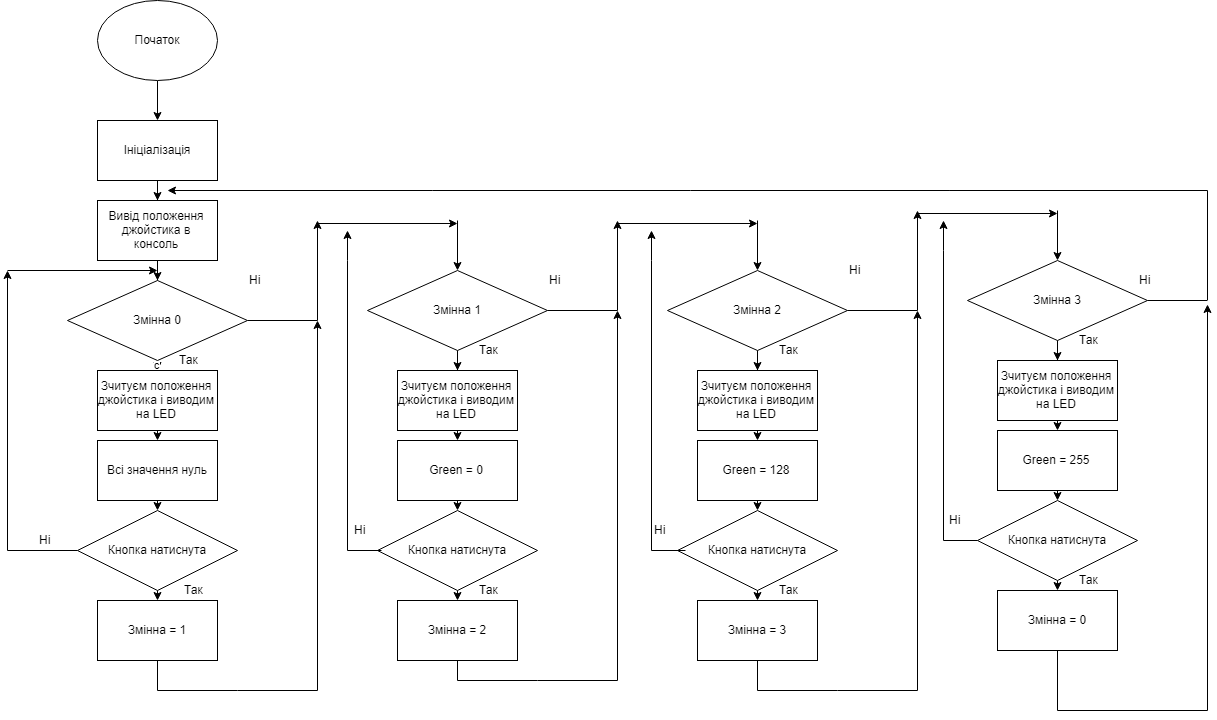 Початок
Ініціалізація
Вивід положення
джойстика в
консоль
Змінна 0
Ні
Так
с'
Зчитуєм положення
джойстика і виводим
на LED
Всі значення нуль
Кнопка натиснута
Ні
Так
Змінна = 1
Змінна 1
Ні
Так
Зчитуєм положення
джойстика і виводим
на LED
Green = 0
Кнопка натиснута
Ні
Так
Змінна = 2
Змінна 2
Ні
Так
Зчитуєм положення
джойстика і виводим
на LED
Green = 128
Кнопка натиснута
Ні
Так
Змінна = 3
Змінна 3
Ні
Так
Зчитуєм положення
джойстика і виводим
на LED
Green = 255
Кнопка натиснута
Ні
Так
Змінна = 0